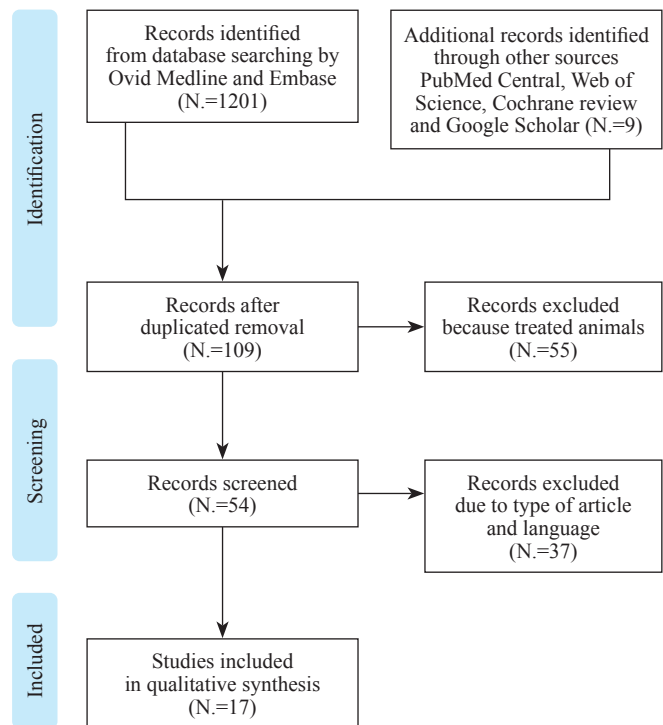 Identification
Records identified
from database searching by
Ovid Medline and Embase
(N.=1201)
Additional records identified
through other sources
PubMed Central, Web of
Science, Cochrane review
and Google Scholar (N.=9)
Records after
duplicated removal
(N.=109)
Records excluded
because treated animals
(N.=55)
Screening
Records screened
(N.=54)
Records excluded
due to type of article
and language
(N.=37)
Included
Studies included
in qualitative synthesis
(N.=17)